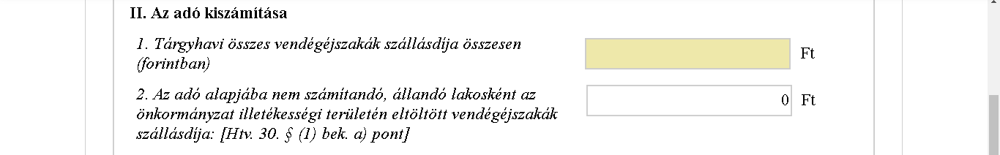 II. Az adó kiszámítása
1. Tárgyhavi összes vendégéjszakák szállásdíja összesen
(forintban)
Ft
2. Az adó alapjába nem számítandó, állandó lakosként az
önkormányzat illetékességi területén eltöltött vendégéjszakák
szállásdíja: [Htv. 30. § (1) bek. a) pont]
0 Ft